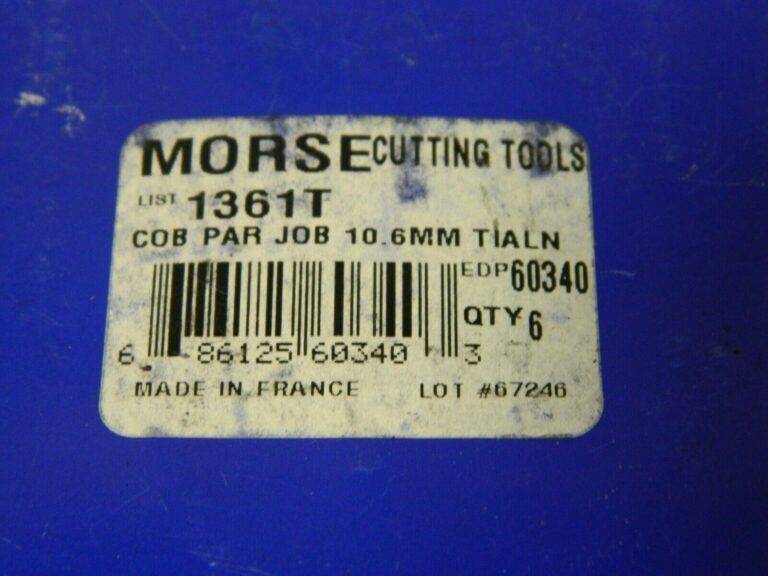 MORSE CUTTING TOOLS
LIST 1361T
COB PAR JOB 10.6MM TIALN
EDP 60340
QTY 6
6 86125 60340 3
MADE IN FRANCE LOT #67246